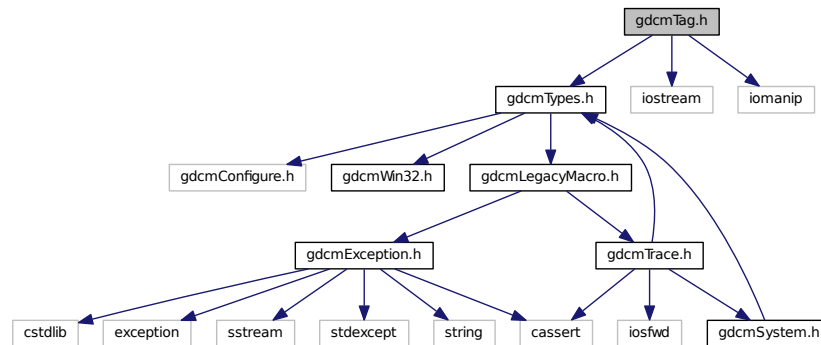 gdcmTag.h
gdcmTypes.h
iostream
iomanip
gdcmConfigure.h
gdcmWin32.h
gdcmLegacyMacro.h
gdcmException.h
gdcmTrace.h
cstdlib
exception
sstream
stdexcept
string
cassert
iosfwd
gdcmSystem.h